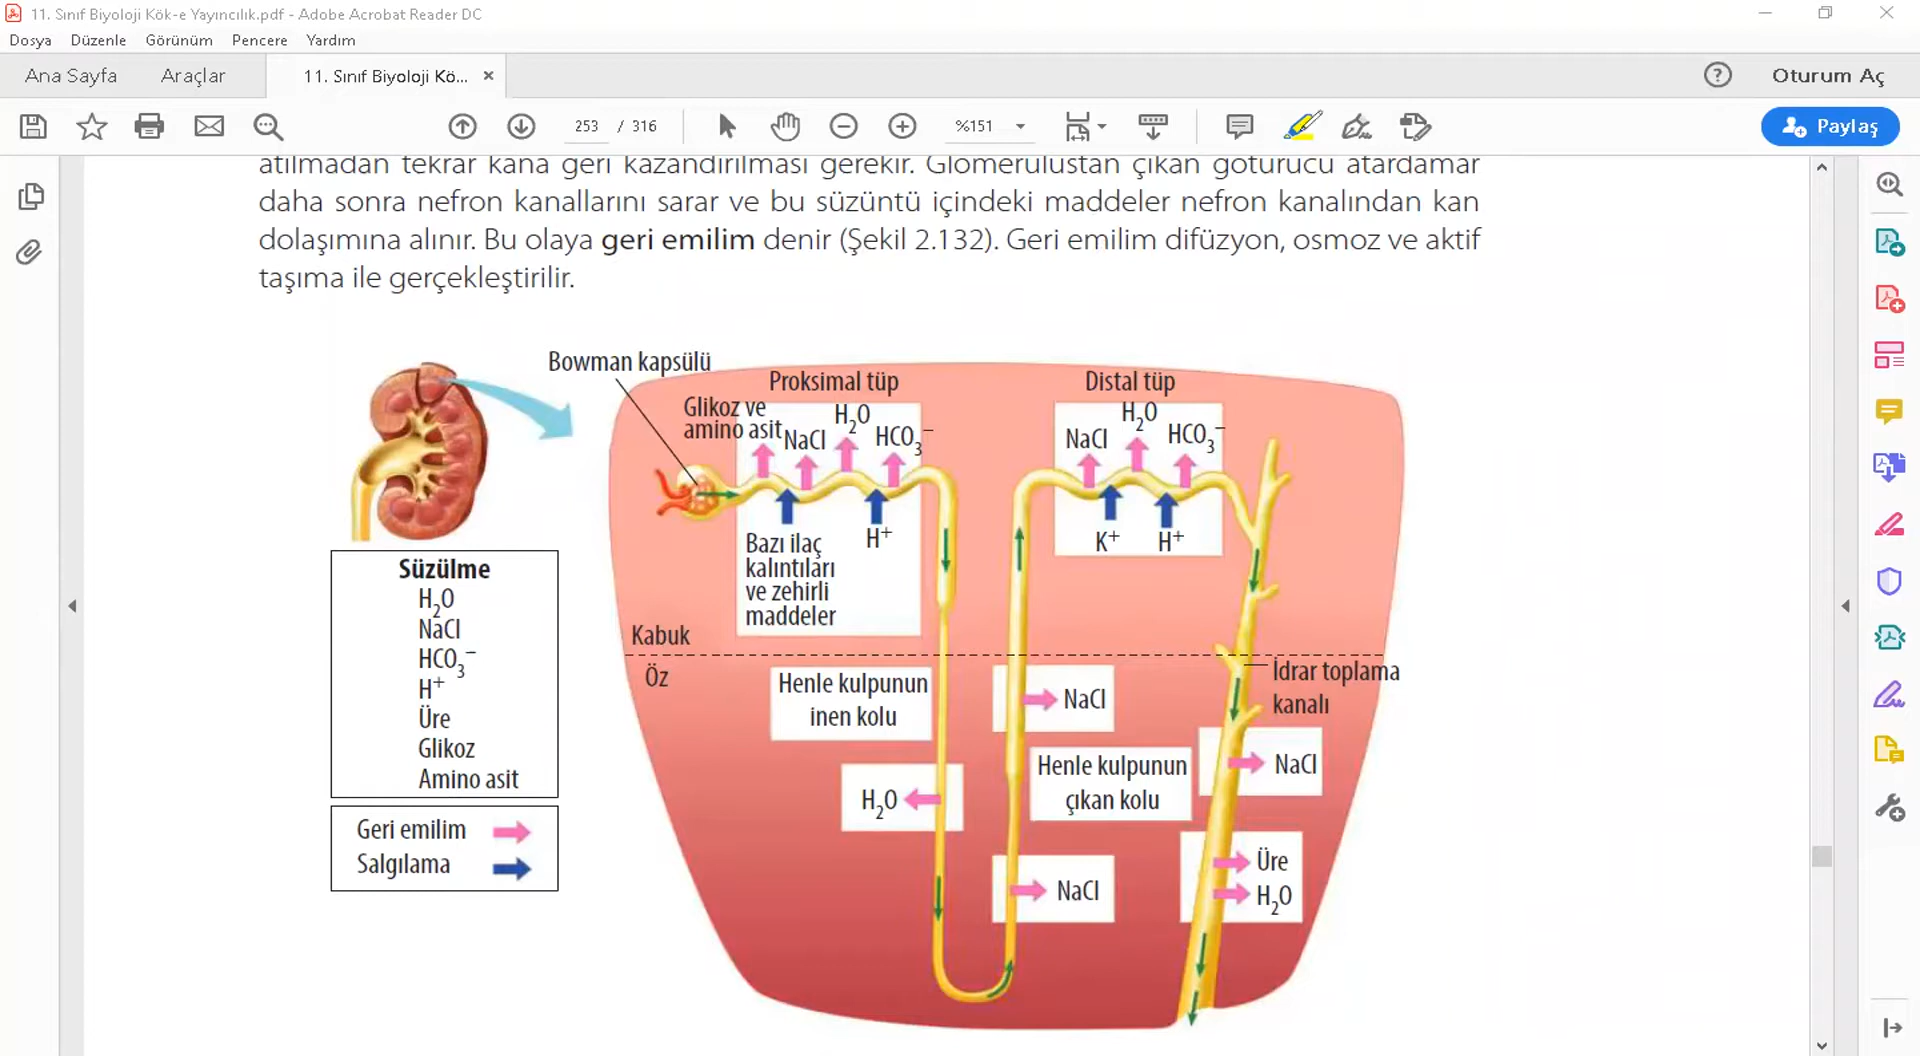 11. Sınıf Biyoloji Kök-e Yayıncılık.pdf - Adobe Acrobat Reader DC
Dosya Düzenle Görünüm Pencere Yardım
Ana Sayfa Araçlar 11. Sınıf Biyoloji Kö... × Oturum Aç
253 / 316 %151 Paylaş
atılmadan tekrar kana geri kazandırılması gerekir. Glomerulustan çıkan götürücü atardamar
daha sonra nefron kanallarını sarar ve bu süzüntü içindeki maddeler nefron kanalından kan
dolaşımına alınır. Bu olaya geri emilim denir (Şekil 2.132). Geri emilim difüzyon, osmoz ve aktif
taşıma ile gerçekleştirilir.
Bowman kapsülü
Proksimal tüp
Glikoz ve
amino asit
NaCl
H₂O
HCO₃⁻
Bazı ilaç
kalıntıları
ve zehirli
maddeler
H⁺
Distal tüp
NaCl
H₂O
HCO₃⁻
K⁺
H⁺
Süzülme
H₂O
NaCl
HCO₃⁻
H⁺
Üre
Glikoz
Amino asit
Geri emilim
Salgılama
Kabuk
Öz
Henle kulpunun
inen kolu
H₂O
NaCl
Henle kulpunun
çıkan kolu
NaCl
İdrar toplama
kanalı
NaCl
Üre
H₂O